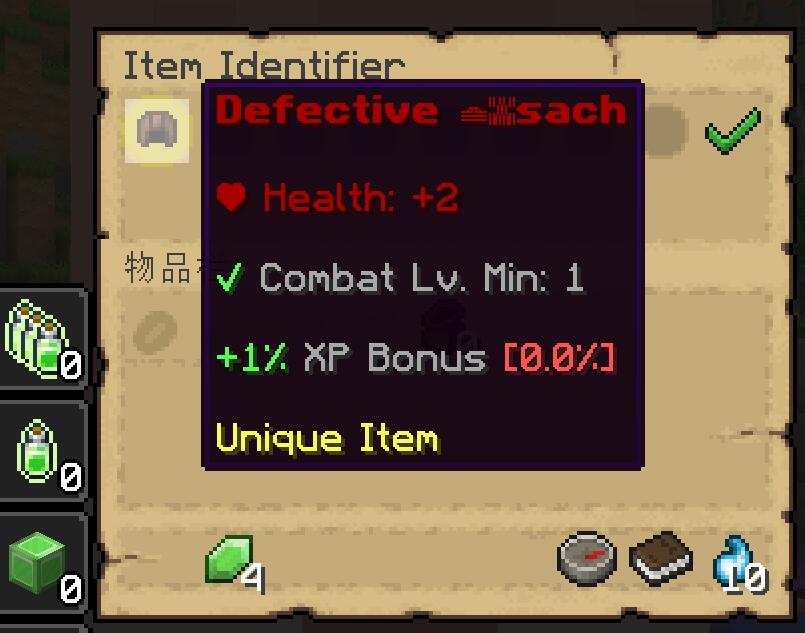 Item Identifier
Defective sach
Health: +2
物品
✓ Combat Lv. Min: 1
+1% XP Bonus [0.0%]
Unique Item
0
0
0
4
10